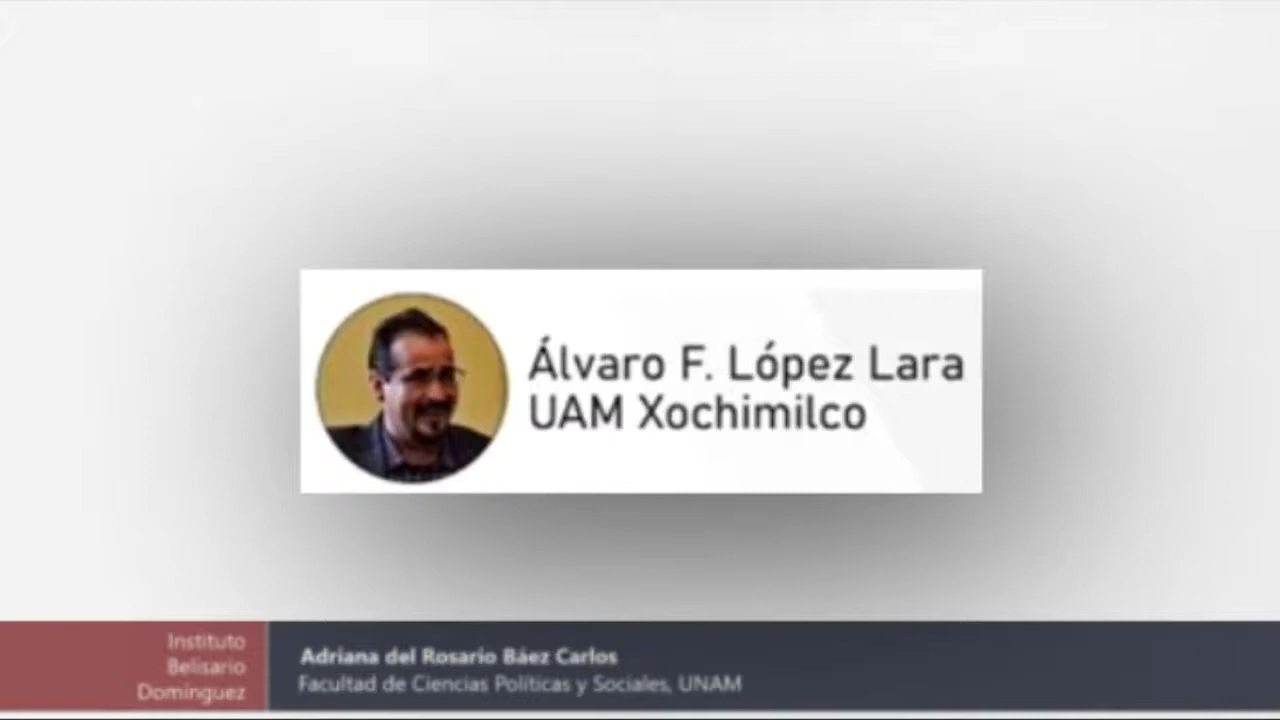 Álvaro F. López Lara
UAM Xochimilco
Instituto
Belisario
Domínguez
Adriana del Rosario Báez Carlos
Facultad de Ciencias Políticas y Sociales, UNAM